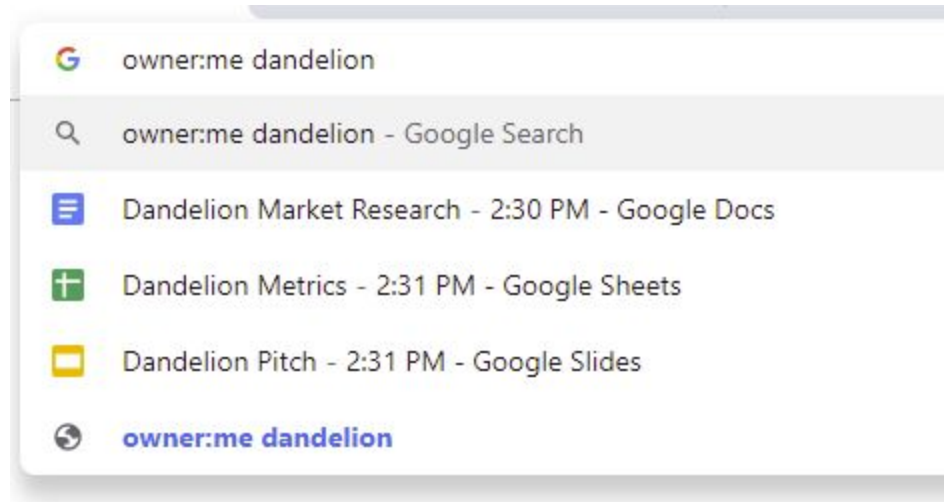 owner:me dandelion
owner:me dandelion - Google Search
Dandelion Market Research - 2:30 PM - Google Docs
Dandelion Metrics - 2:31 PM - Google Sheets
Dandelion Pitch - 2:31 PM - Google Slides
owner:me dandelion